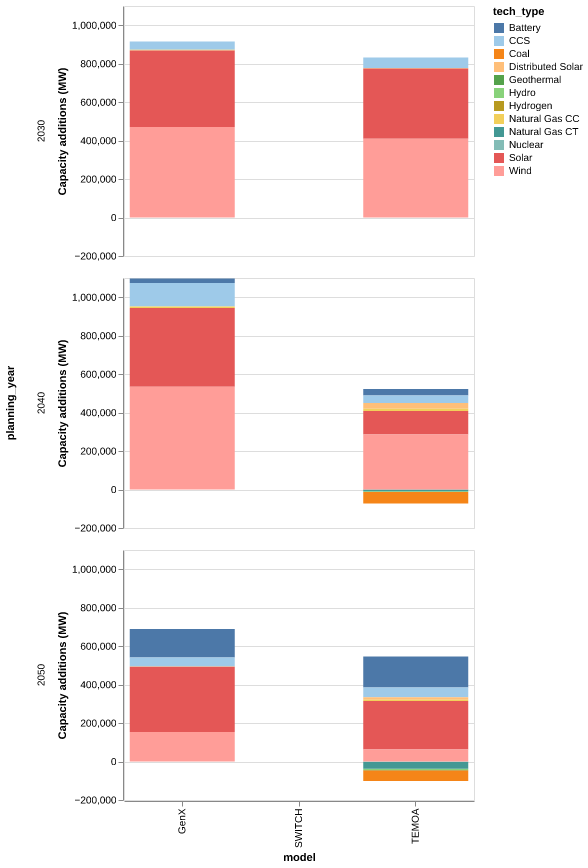 tech_type
Battery
CCS
Coal
Distributed Solar
Geothermal
Hydro
Hydrogen
Natural Gas CC
Natural Gas CT
Nuclear
Solar
Wind
planning_year
2030
Capacity additions (MW)
1,000,000
800,000
600,000
400,000
200,000
0
−200,000
2040
Capacity additions (MW)
1,000,000
800,000
600,000
400,000
200,000
0
−200,000
2050
Capacity additions (MW)
1,000,000
800,000
600,000
400,000
200,000
0
−200,000
GenX
SWITCH
TEMOA
model